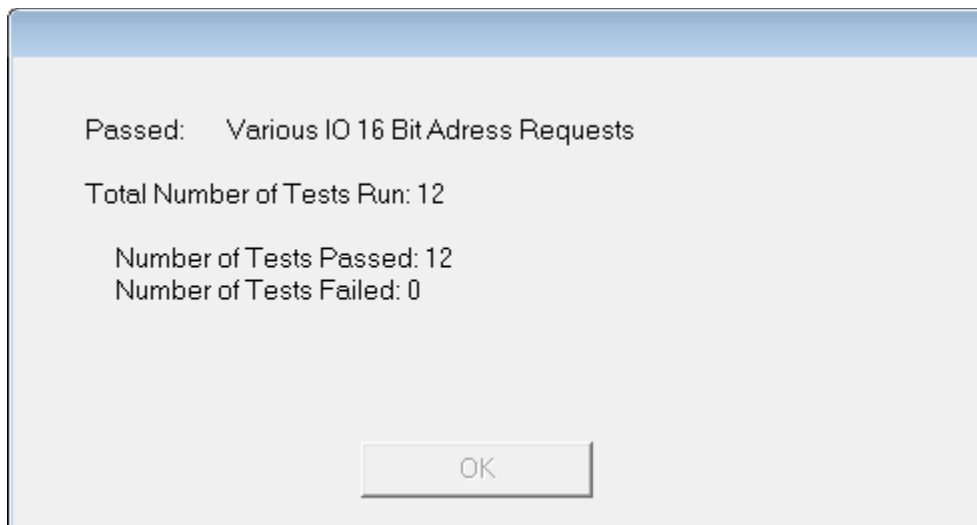 Passed: Various IO 16 Bit Adress Requests
Total Number of Tests Run: 12
Number of Tests Passed: 12
Number of Tests Failed: 0
OK